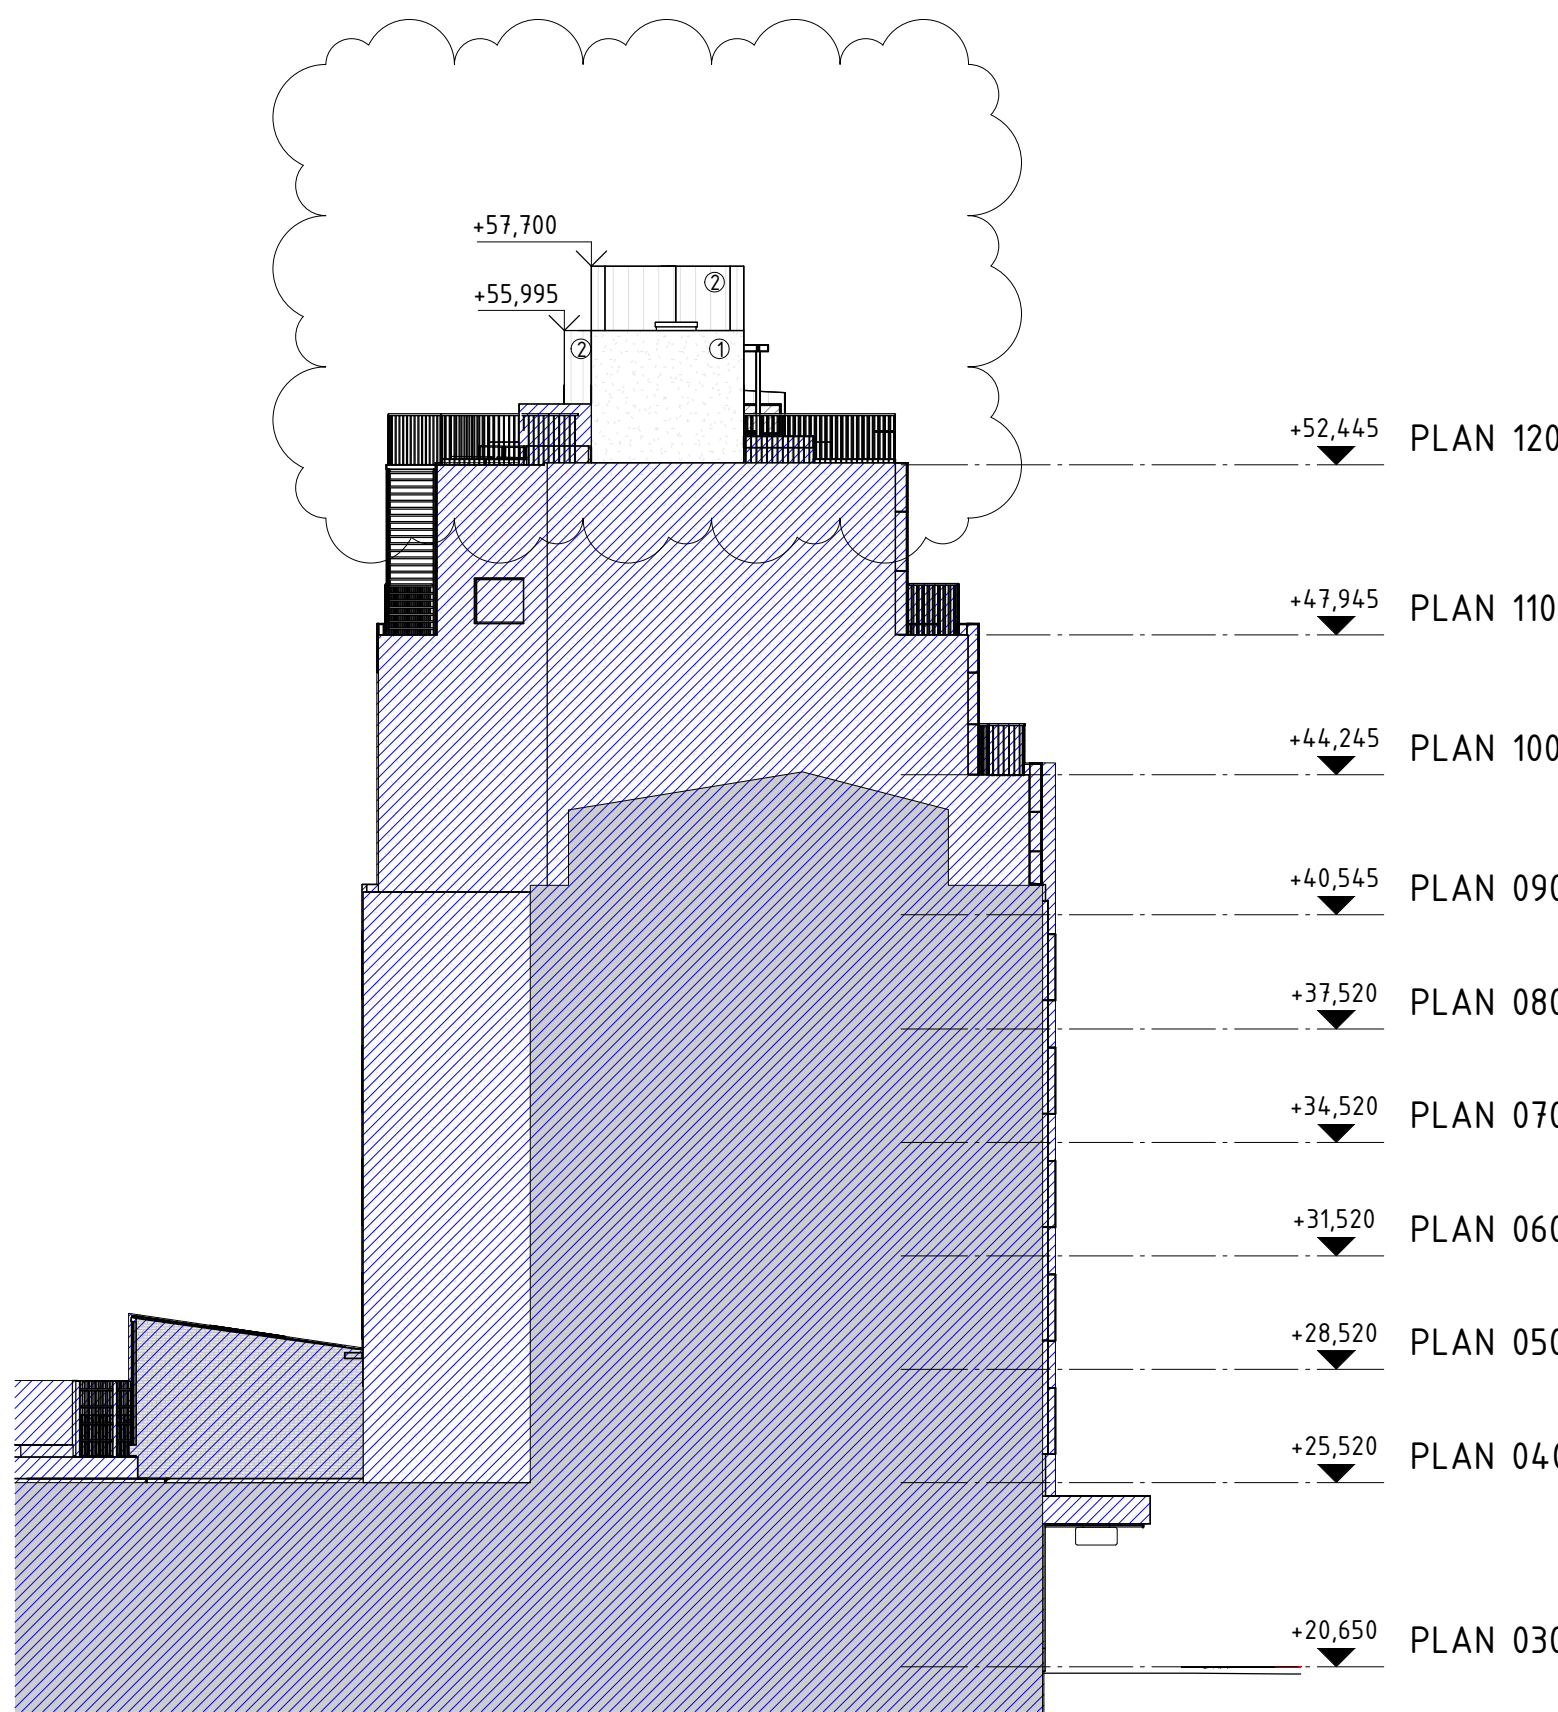 +57,700
+55,995
②
②
①
+52,445 PLAN 120
+47,945 PLAN 110
+44,245 PLAN 100
+40,545 PLAN 090
+37,520 PLAN 080
+34,520 PLAN 070
+31,520 PLAN 060
+28,520 PLAN 050
+25,520 PLAN 040
+20,650 PLAN 030